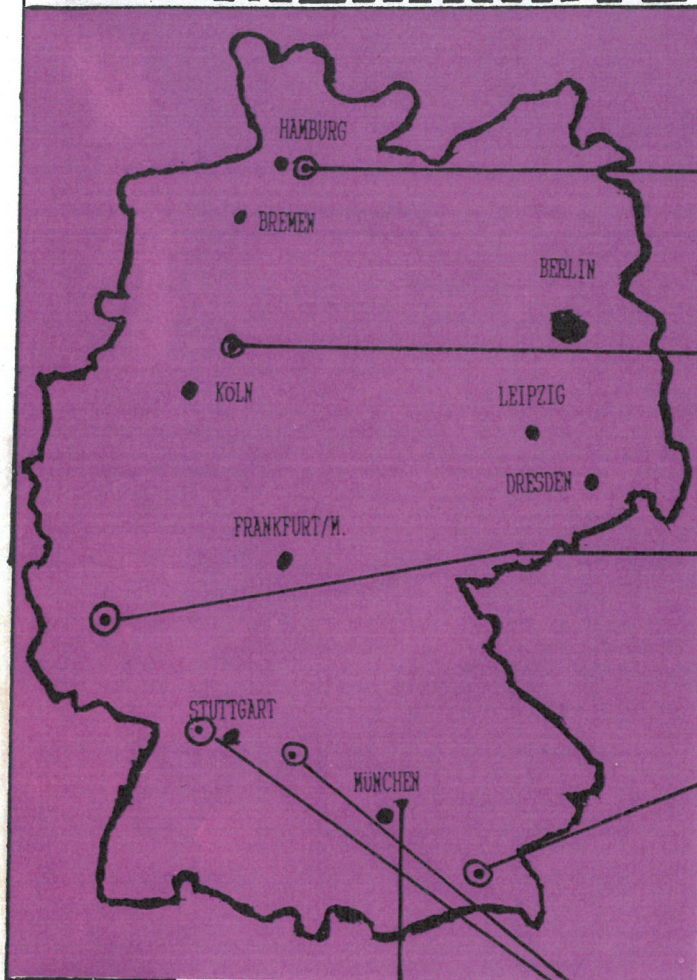 HAMBURG
BREMEN
BERLIN
KÖLN
LEIPZIG
DRESDEN
FRANKFURT/M.
STUTTGART
MÜNCHEN